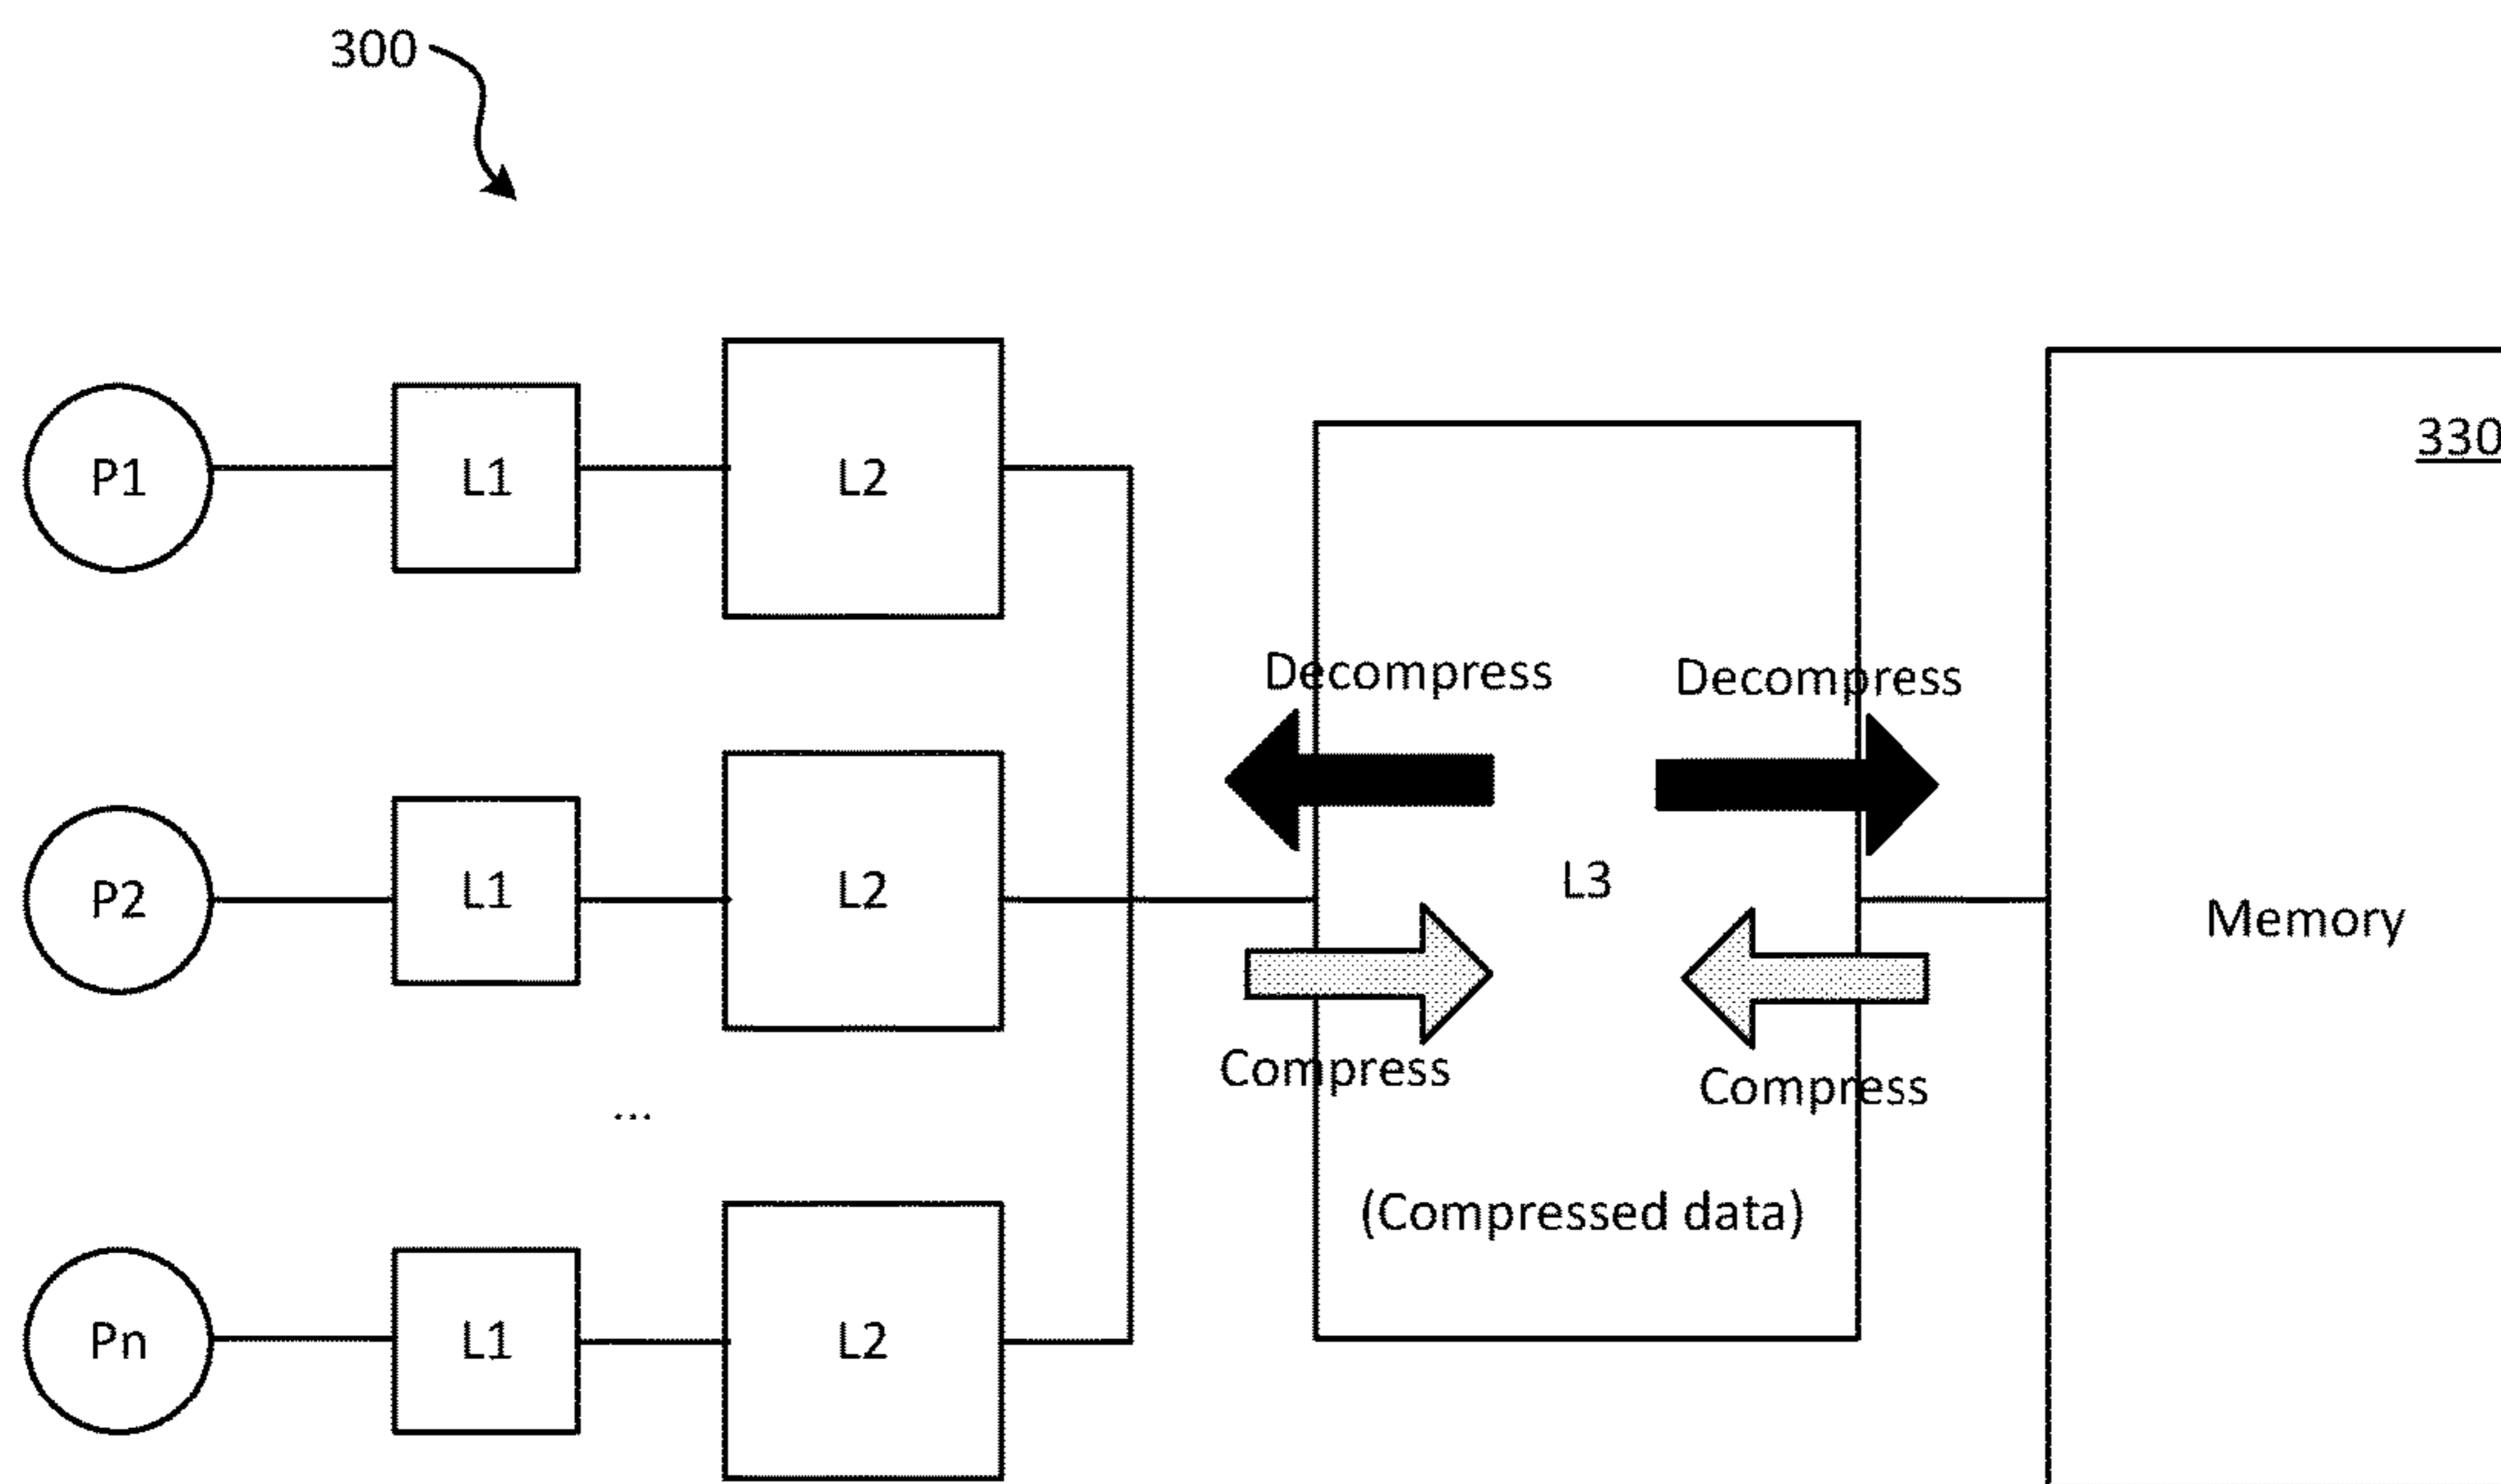 300
330
P1 L1 L2
Decompress Decompress
P2 L1 L2 L3 Memory
Compress Compress
...
(Compressed data)
Pn L1 L2